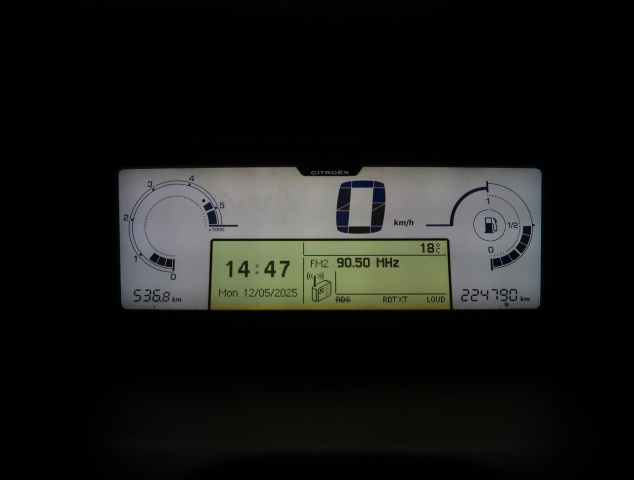 CITROËN
4
3
5
2
x1000
1
0
0
km/h
1
1/2
0
18°C
14:47
FM2 90.50 MHz
Mon 12/05/2025
ADG RDTXT LOUD
536.8 km
224790 km